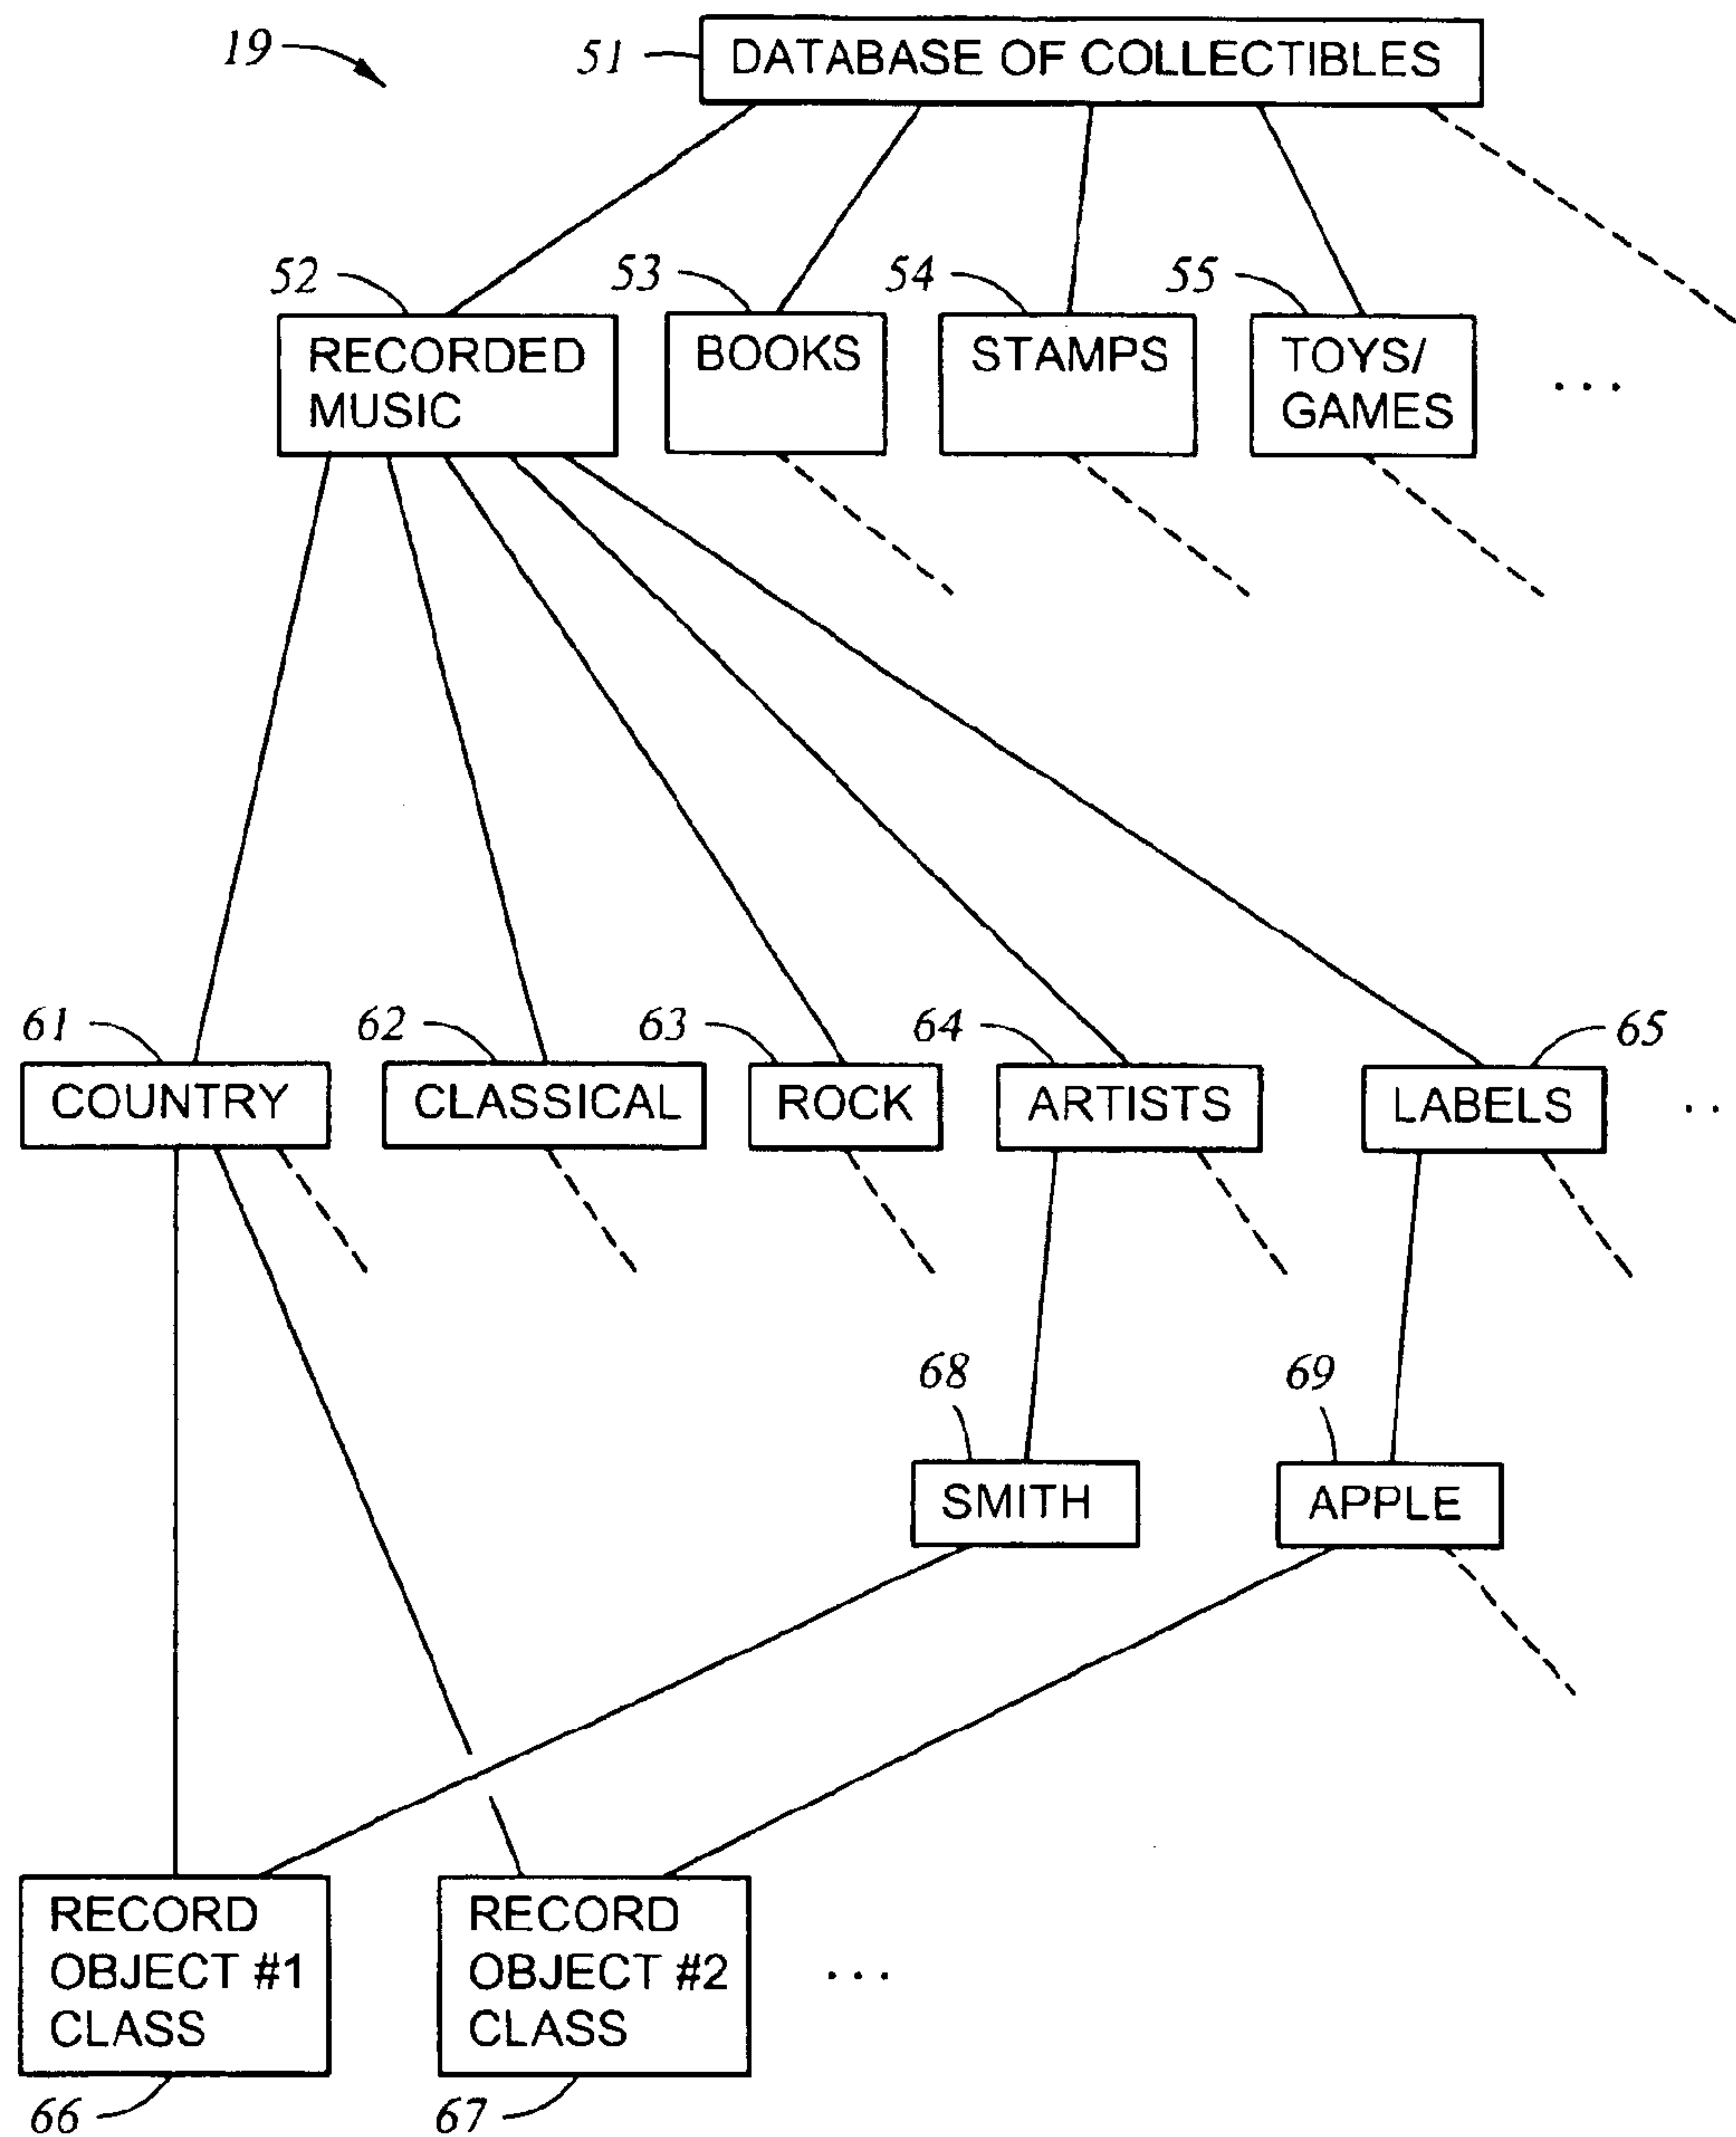 19
51
DATABASE OF COLLECTIBLES
52
53
54
55
RECORDED
MUSIC
BOOKS
STAMPS
TOYS/
GAMES
...
61
62
63
64
65
COUNTRY
CLASSICAL
ROCK
ARTISTS
LABELS
..
68
69
SMITH
APPLE
RECORD
OBJECT #1
CLASS
RECORD
OBJECT #2
CLASS
...
66
67